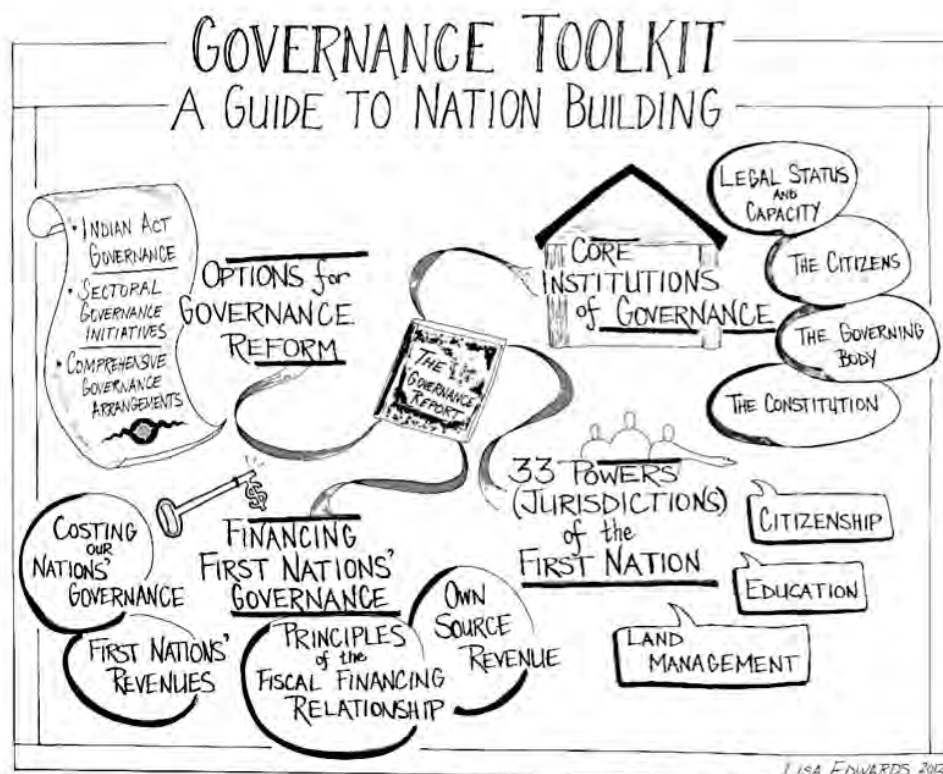 GOVERNANCE TOOLKIT
A GUIDE TO NATION BUILDING
• INDIAN ACT
GOVERNANCE
• SECTORAL
GOVERNANCE
INITIATIVES
• COMPREHENSIVE
GOVERNANCE
ARRANGEMENTS
OPTIONS for
GOVERNANCE
REFORM
THE
GOVERNANCE
REPORT
CORE
INSTITUTIONS
of GOVERNANCE
LEGAL STATUS
AND
CAPACITY
THE CITIZENS
THE GOVERNING
BODY
THE CONSTITUTION
33 POWERS
(JURISDICTIONS)
of the
FIRST NATION
CITIZENSHIP
EDUCATION
LAND
MANAGEMENT
$
FINANCING
FIRST NATIONS'
GOVERNANCE
COSTING
OUR
NATIONS'
GOVERNANCE
FIRST NATIONS'
REVENUES
PRINCIPLES
of the
FISCAL FINANCING
RELATIONSHIP
OWN
SOURCE
REVENUE
LISA EDWARDS 2012